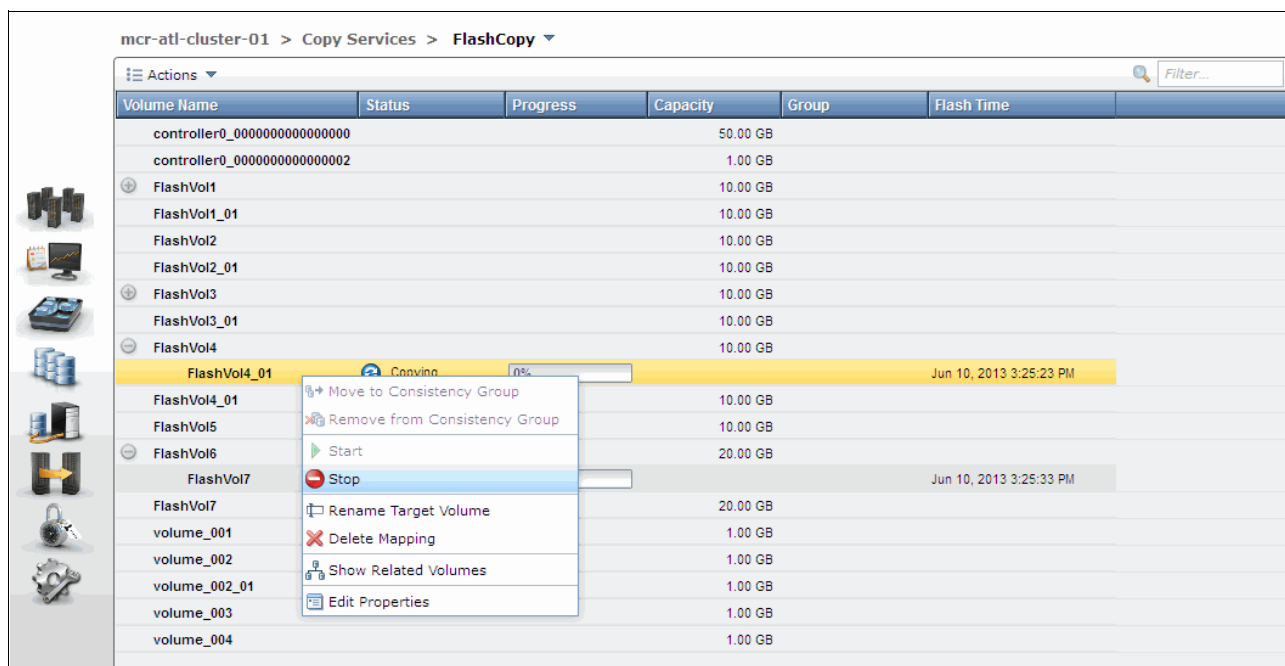 mcr-atl-cluster-01 > Copy Services > FlashCopy
Actions Filter...
Volume Name Status Progress Capacity Group Flash Time
controller0_0000000000000000 50.00 GB
controller0_0000000000000002 1.00 GB
FlashVol1 10.00 GB
FlashVol1_01 10.00 GB
FlashVol2 10.00 GB
FlashVol2_01 10.00 GB
FlashVol3 10.00 GB
FlashVol3_01 10.00 GB
FlashVol4 10.00 GB
FlashVol4_01 Copying 0% Jun 10, 2013 3:25:23 PM
Move to Consistency Group
FlashVol4_01 10.00 GB
Remove from Consistency Group
FlashVol5 10.00 GB
Start
FlashVol6 20.00 GB
FlashVol7 Stop Jun 10, 2013 3:25:33 PM
FlashVol7 Rename Target Volume 20.00 GB
volume_001 Delete Mapping 1.00 GB
volume_002 1.00 GB
Show Related Volumes
volume_002_01 1.00 GB
Edit Properties
volume_003 1.00 GB
volume_004 1.00 GB